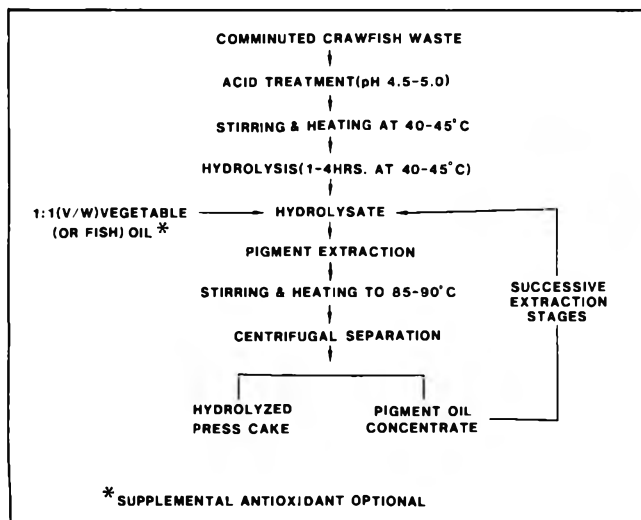 COMMINUTED CRAWFISH WASTE
ACID TREATMENT(pH 4.5-5.0)
STIRRING & HEATING AT 40-45°C
HYDROLYSIS(1-4HRS. AT 40-45°C)
1:1(V/W)VEGETABLE
(OR FISH) OIL*
HYDROLYSATE
PIGMENT EXTRACTION
STIRRING & HEATING TO 85-90°C
SUCCESSIVE
EXTRACTION
STAGES
CENTRIFUGAL SEPARATION
HYDROLYZED
PRESS CAKE
PIGMENT OIL
CONCENTRATE
*SUPPLEMENTAL ANTIOXIDANT OPTIONAL